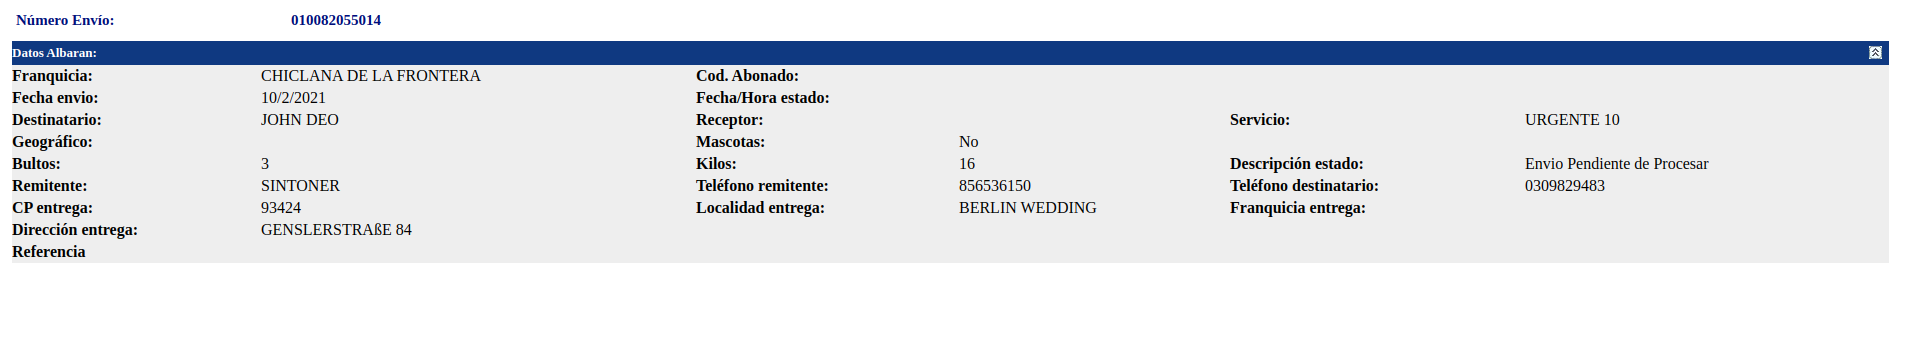 Número Envío: 010082055014
Datos Albaran:
Franquicia: CHICLANA DE LA FRONTERA Cod. Abonado:
Fecha envio: 10/2/2021 Fecha/Hora estado:
Destinatario: JOHN DEO Receptor: Servicio: URGENTE 10
Geográfico: Mascotas: No
Bultos: 3 Kilos: 16 Descripción estado: Envio Pendiente de Procesar
Remitente: SINTONER Teléfono remitente: 856536150 Teléfono destinatario: 0309829483
CP entrega: 93424 Localidad entrega: BERLIN WEDDING Franquicia entrega:
Dirección entrega: GENSLERSTRAßE 84
Referencia